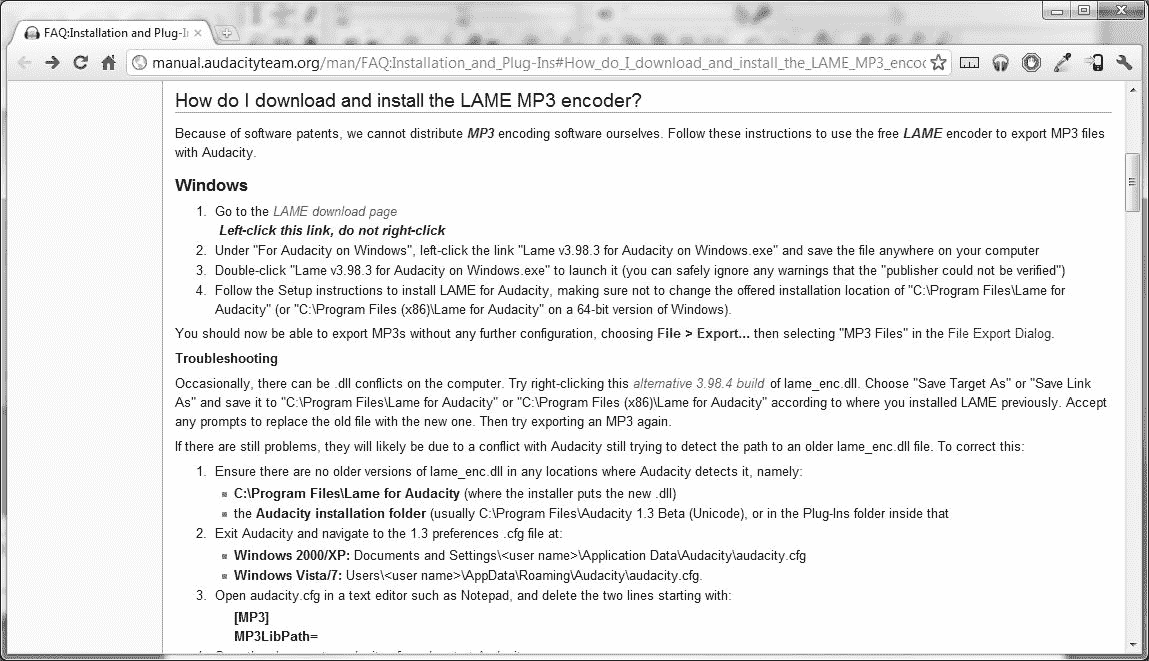 FAQ:Installation and Plug-I
manual.audacityteam.org/man/FAQ:Installation_and_Plug-Ins#How_do_I_download_and_install_the_LAME_MP3_encod
How do I download and install the LAME MP3 encoder?
Because of software patents, we cannot distribute MP3 encoding software ourselves. Follow these instructions to use the free LAME encoder to export MP3 files
with Audacity.
Windows
1. Go to the LAME download page
Left-click this link, do not right-click
2. Under "For Audacity on Windows", left-click the link "Lame v3.98.3 for Audacity on Windows.exe" and save the file anywhere on your computer
3. Double-click "Lame v3.98.3 for Audacity on Windows.exe" to launch it (you can safely ignore any warnings that the "publisher could not be verified")
4. Follow the Setup instructions to install LAME for Audacity, making sure not to change the offered installation location of "C:\Program Files\Lame for
Audacity" (or "C:\Program Files (x86)\Lame for Audacity" on a 64-bit version of Windows).
You should now be able to export MP3s without any further configuration, choosing File > Export... then selecting "MP3 Files" in the File Export Dialog.
Troubleshooting
Occasionally, there can be .dll conflicts on the computer. Try right-clicking this alternative 3.98.4 build of lame_enc.dll. Choose "Save Target As" or "Save Link
As" and save it to "C:\Program Files\Lame for Audacity" or "C:\Program Files (x86)\Lame for Audacity" according to where you installed LAME previously. Accept
any prompts to replace the old file with the new one. Then try exporting an MP3 again.
If there are still problems, they will likely be due to a conflict with Audacity still trying to detect the path to an older lame_enc.dll file. To correct this:
1. Ensure there are no older versions of lame_enc.dll in any locations where Audacity detects it, namely:
C:\Program Files\Lame for Audacity (where the installer puts the new .dll)
the Audacity installation folder (usually C:\Program Files\Audacity 1.3 Beta (Unicode), or in the Plug-Ins folder inside that
2. Exit Audacity and navigate to the 1.3 preferences .cfg file at:
Windows 2000/XP: Documents and Settings\<user name>\Application Data\Audacity\audacity.cfg
Windows Vista/7: Users\<user name>\AppData\Roaming\Audacity\audacity.cfg.
3. Open audacity.cfg in a text editor such as Notepad, and delete the two lines starting with:
[MP3]
MP3LibPath=